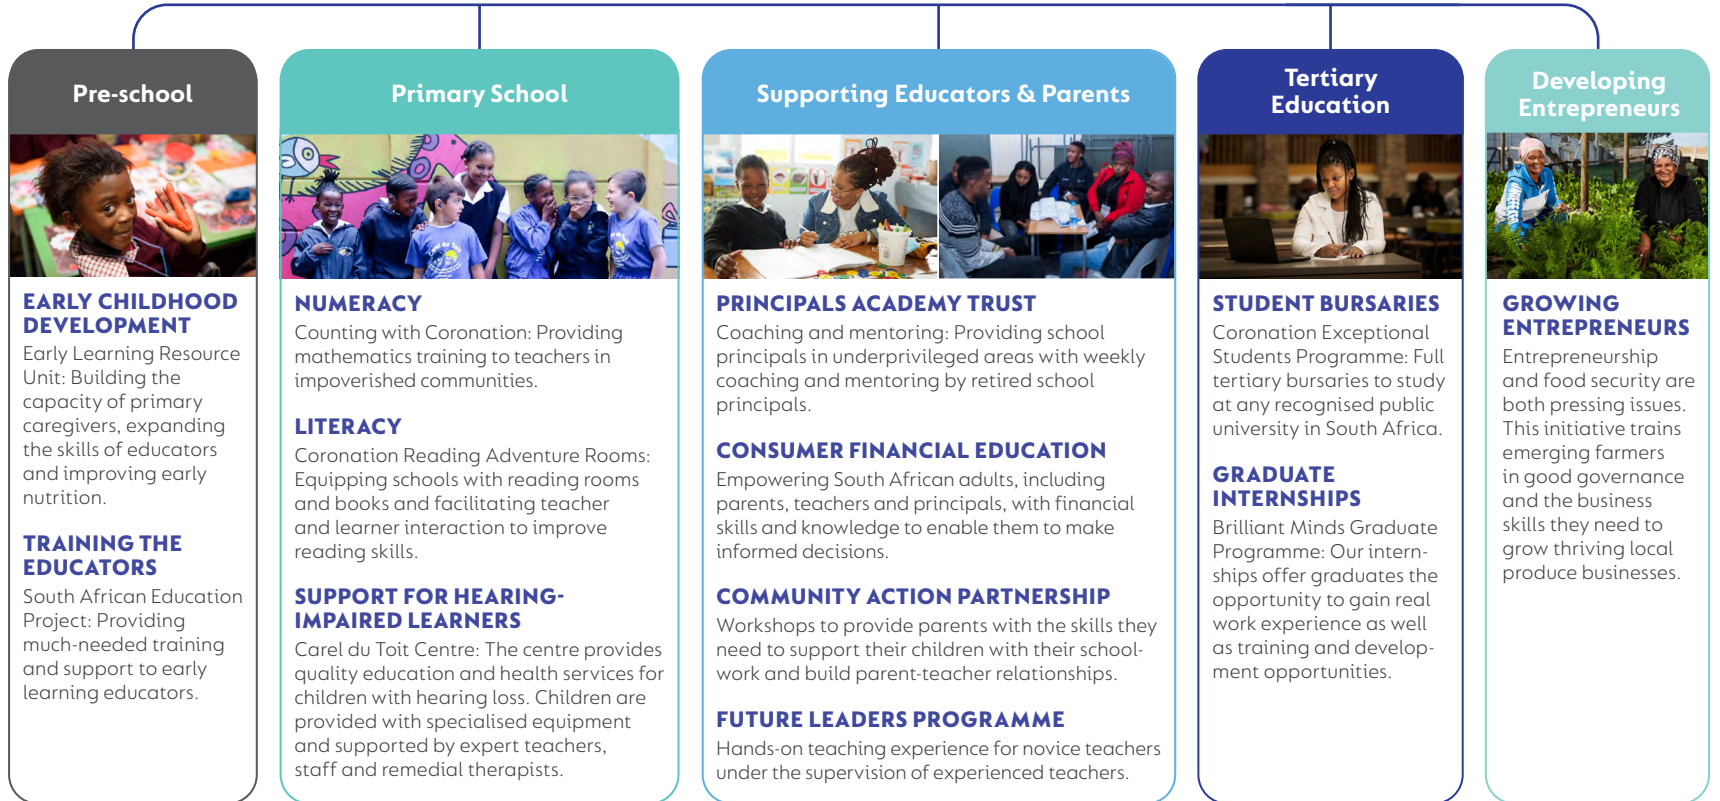 Pre-school
EARLY CHILDHOOD
DEVELOPMENT
Early Learning Resource
Unit: Building the
capacity of primary
caregivers, expanding
the skills of educators
and improving early
nutrition.
TRAINING THE
EDUCATORS
South African Education
Project: Providing
much-needed training
and support to early
learning educators.
Primary School
NUMERACY
Counting with Coronation: Providing
mathematics training to teachers in
impoverished communities.
LITERACY
Coronation Reading Adventure Rooms:
Equipping schools with reading rooms
and books and facilitating teacher
and learner interaction to improve
reading skills.
SUPPORT FOR HEARING-
IMPAIRED LEARNERS
Carel du Toit Centre: The centre provides
quality education and health services for
children with hearing loss. Children are
provided with specialised equipment
and supported by expert teachers,
staff and remedial therapists.
Supporting Educators & Parents
PRINCIPALS ACADEMY TRUST
Coaching and mentoring: Providing school
principals in underprivileged areas with weekly
coaching and mentoring by retired school
principals.
CONSUMER FINANCIAL EDUCATION
Empowering South African adults, including
parents, teachers and principals, with financial
skills and knowledge to enable them to make
informed decisions.
COMMUNITY ACTION PARTNERSHIP
Workshops to provide parents with the skills they
need to support their children with their school-
work and build parent-teacher relationships.
FUTURE LEADERS PROGRAMME
Hands-on teaching experience for novice teachers
under the supervision of experienced teachers.
Tertiary
Education
STUDENT BURSARIES
Coronation Exceptional
Students Programme: Full
tertiary bursaries to study
at any recognised public
university in South Africa.
GRADUATE
INTERNSHIPS
Brilliant Minds Graduate
Programme: Our intern-
ships offer graduates the
opportunity to gain real
work experience as well
as training and develop-
ment opportunities.
Developing
Entrepreneurs
GROWING
ENTREPRENEURS
Entrepreneurship
and food security are
both pressing issues.
This initiative trains
emerging farmers
in good governance
and the business
skills they need to
grow thriving local
produce businesses.